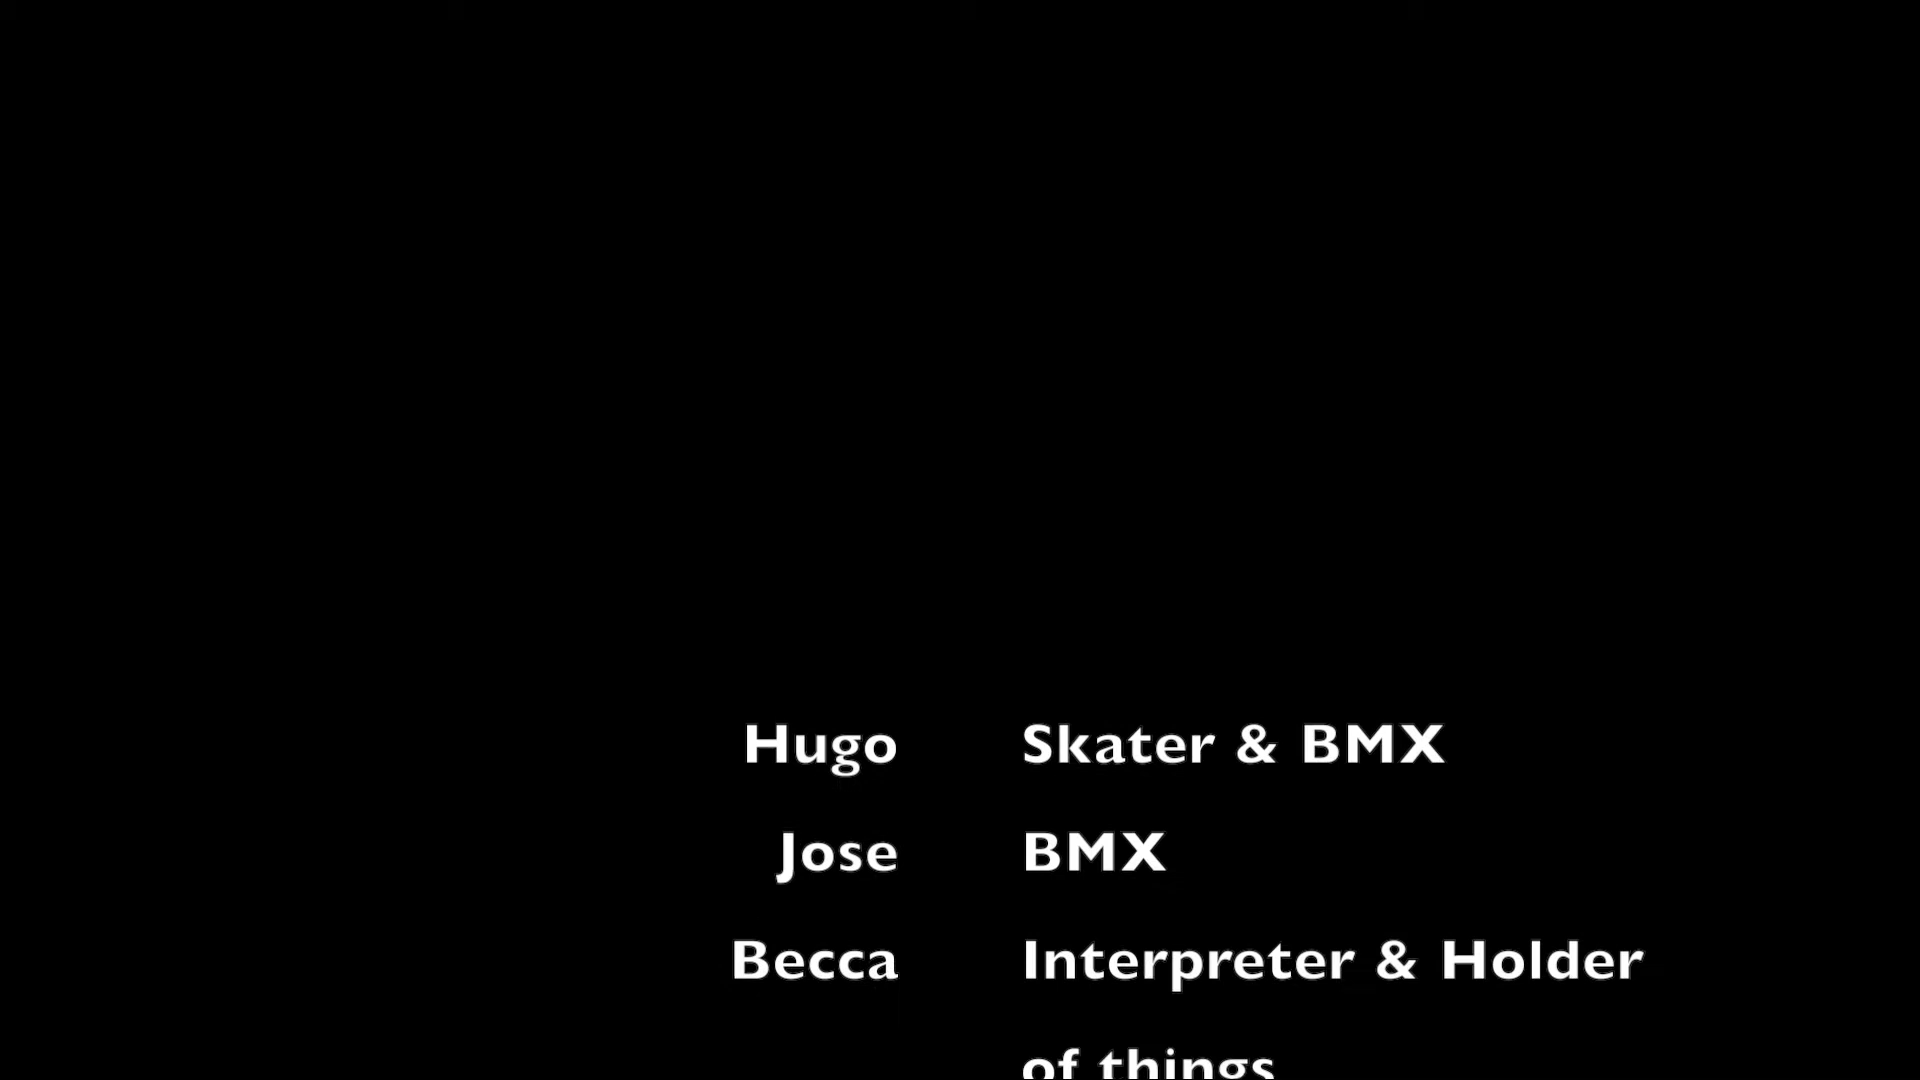 Hugo Skater & BMX
Jose BMX
Becca Interpreter & Holder
of things